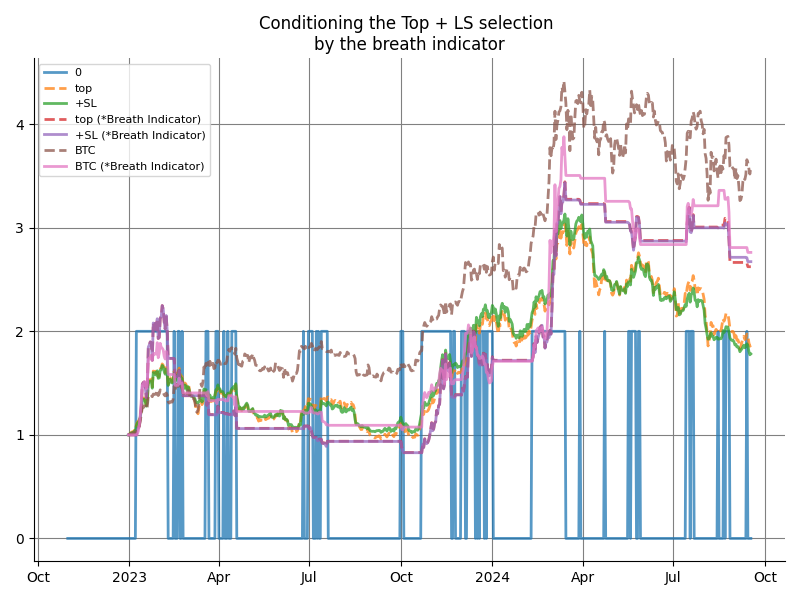 Conditioning the Top + LS selection
by the breath indicator
0
top
+SL
top (*Breath Indicator)
+SL (*Breath Indicator)
BTC
BTC (*Breath Indicator)
4
3
2
1
0
Oct
2023
Apr
Jul
Oct
2024
Apr
Jul
Oct